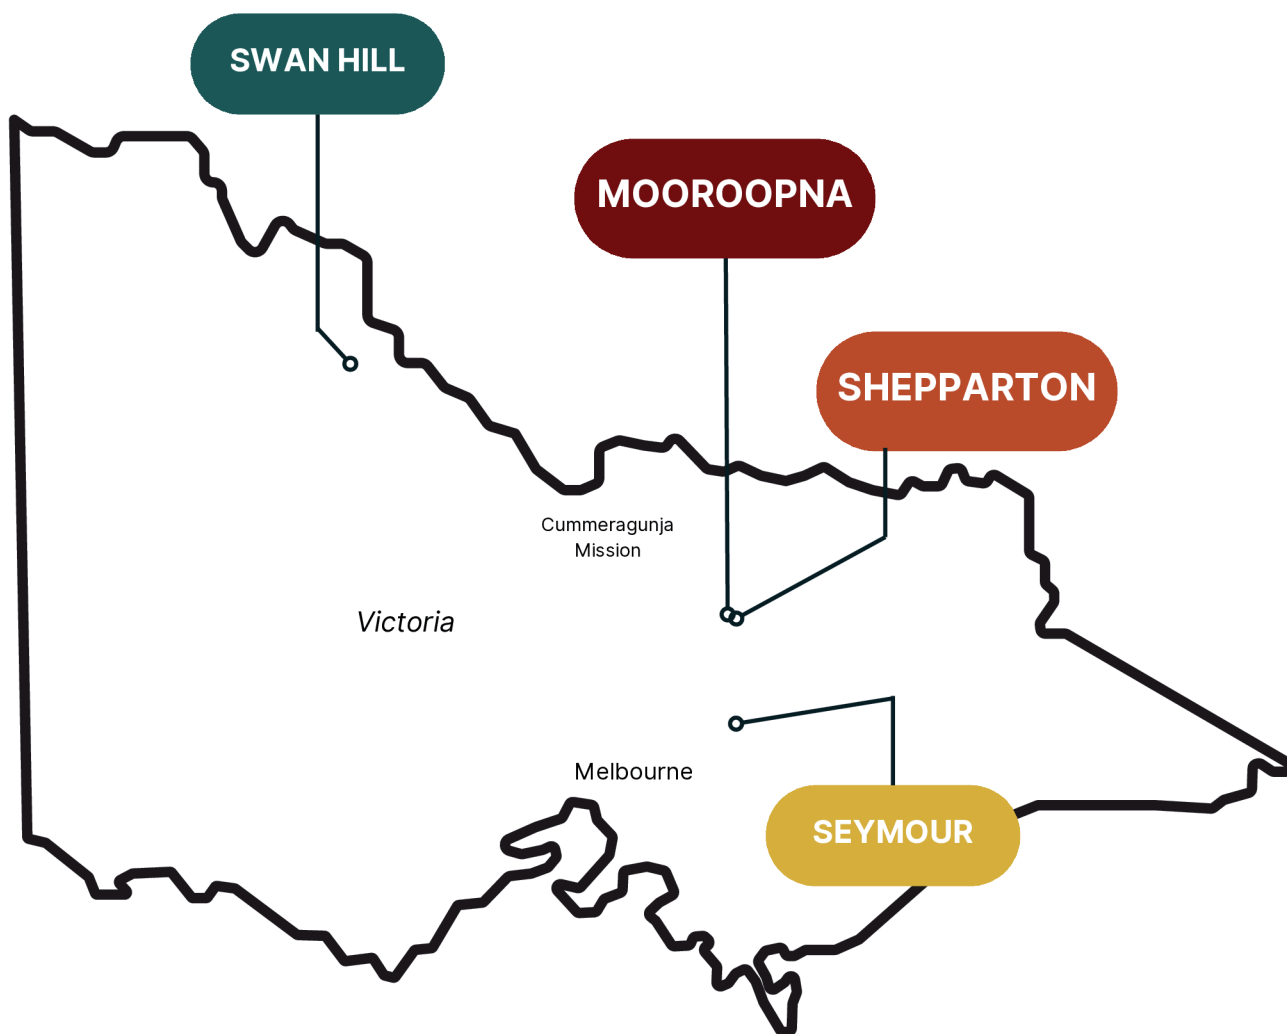 SWAN HILL
MOOROOPNA
SHEPPARTON
Cummeragunja
Mission
Victoria
Melbourne
SEYMOUR